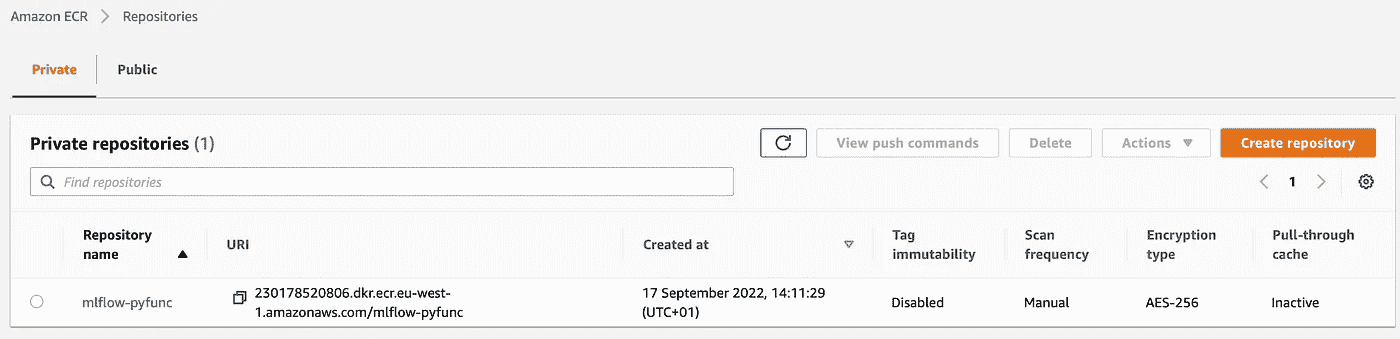 Amazon ECR > Repositories
Private Public
Private repositories (1)
View push commands Delete Actions Create repository
Find repositories
1
Repository name URI Created at Tag immutability Scan frequency Encryption type Pull-through cache
mlflow-pyfunc 230178520806.dkr.ecr.eu-west-1.amazonaws.com/mlflow-pyfunc 17 September 2022, 14:11:29 (UTC+01) Disabled Manual AES-256 Inactive